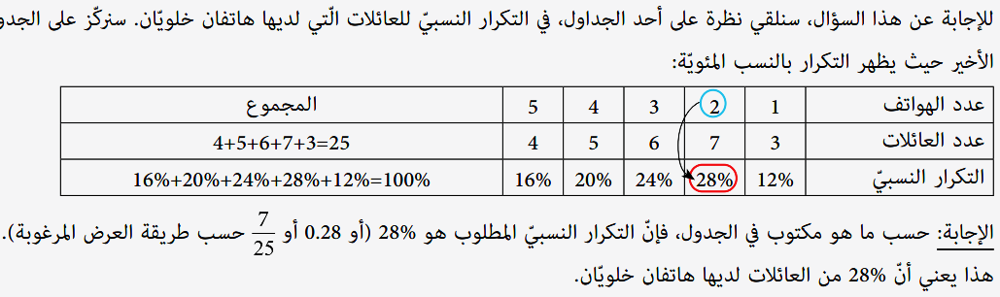 للإجابة عن هذا السؤال، سنلقي نظرة على أحد الجداول، في التكرار النسبيّ للعائلات الّتي لديها هاتفان خلويّان. سنركّز على الجدو
الأخير حيث يظهر التكرار بالنسب المئويّة:
عدد الهواتف 1 2 3 4 5 المجموع
عدد العائلات 3 7 6 5 4 4+5+6+7+3=25
التكرار النسبيّ 12% 28% 24% 20% 16% 16%+20%+24%+28%+12%=100%
الإجابة: حسب ما هو مكتوب في الجدول، فإنّ التكرار النسبيّ المطلوب هو 28% (أو 0.28 أو 7/25 حسب طريقة العرض المرغوبة).
هذا يعني أنّ 28% من العائلات لديها هاتفان خلويّان.